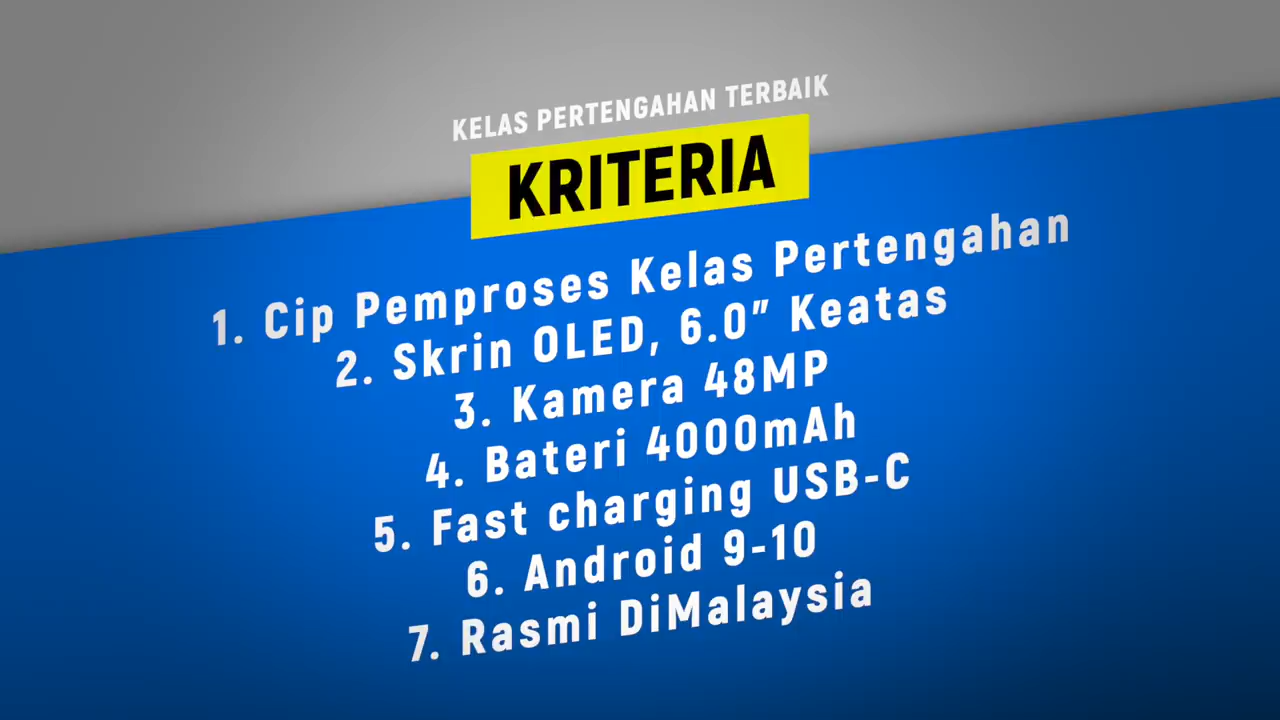 KELAS PERTENGAHAN TERBAIK
KRITERIA
1. Cip Pemproses Kelas Pertengahan
2. Skrin OLED, 6.0” Keatas
3. Kamera 48MP
4. Bateri 4000mAh
5. Fast charging USB-C
6. Android 9-10
7. Rasmi DiMalaysia